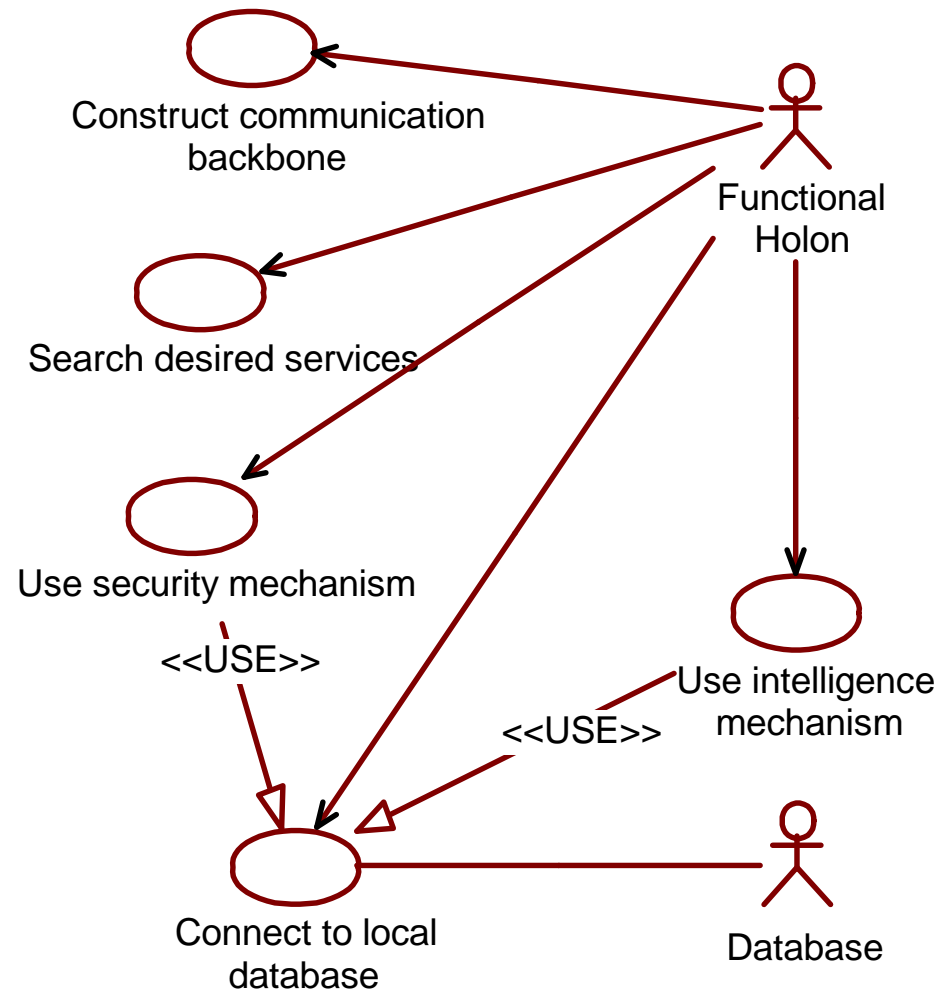 Construct communication
backbone
Functional
Holon
Search desired services
Use security mechanism
<<USE>>
Use intelligence
mechanism
<<USE>>
Connect to local
database
Database